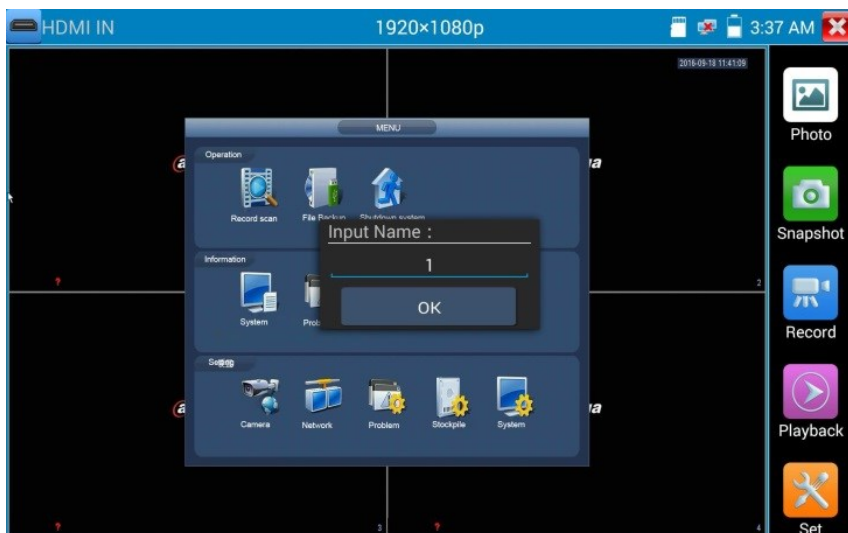 HDMI IN 1920×1080p 3:37 AM
2016-09-18 11:41:09
MENU
Operation
Record scan File Backup Shutdown system
Input Name :
1
OK
Information
System
Setting
Camera Network Problem Stockpile System
?
2
?
3
?
4
Photo
Snapshot
Record
Playback
Set